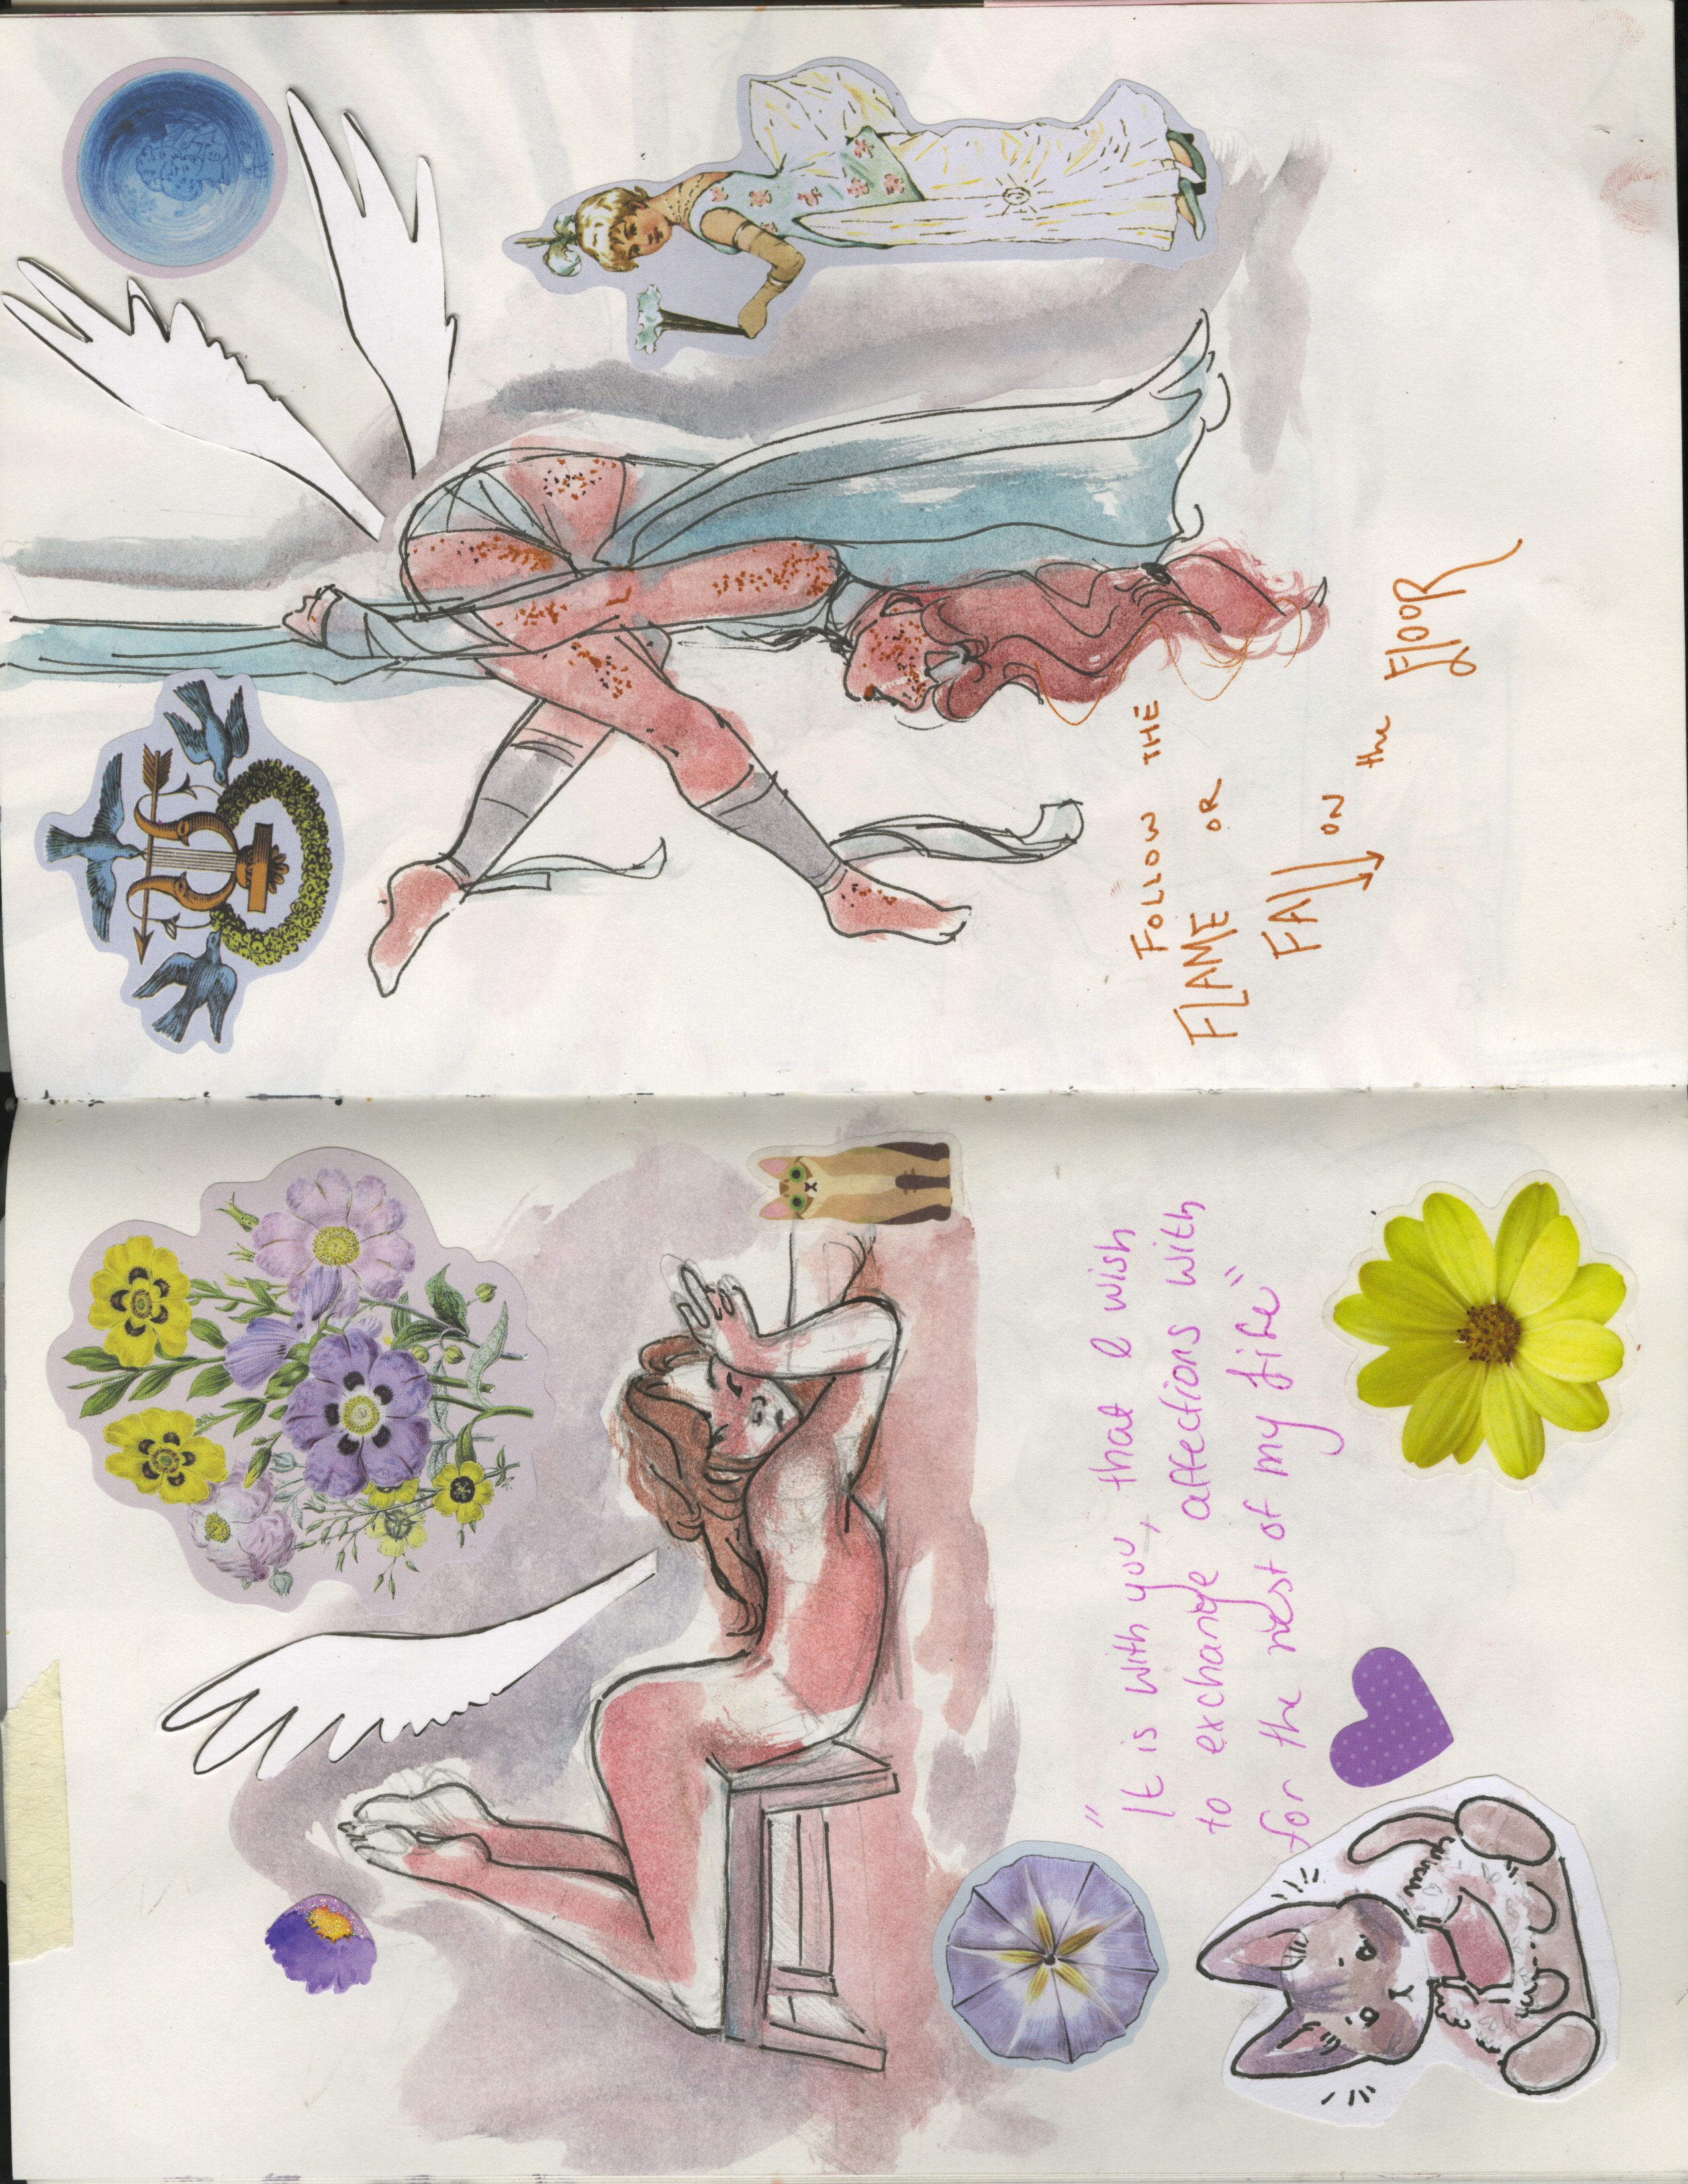 "It is with you, that I wish
to exchange affections with
for the rest of my life"
FOLLOW THE
FLAME OR
FALL ON the FlOOR